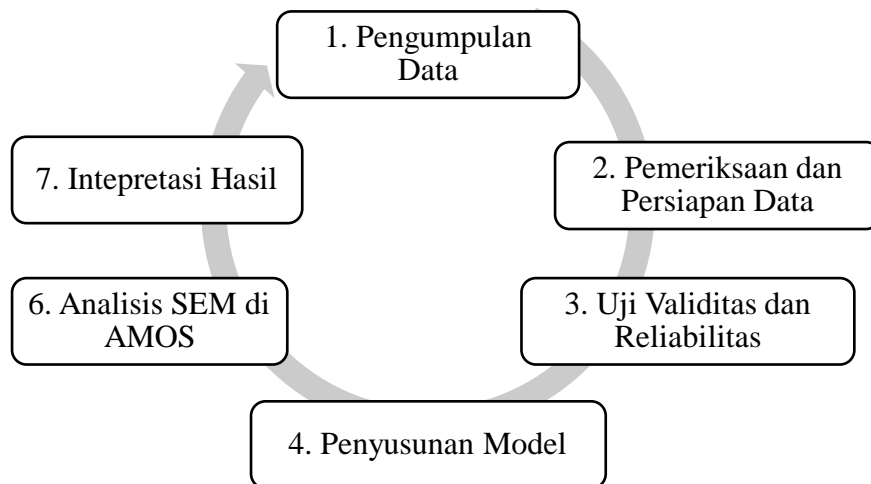 1. Pengumpulan
Data
2. Pemeriksaan dan
Persiapan Data
3. Uji Validitas dan
Reliabilitas
4. Penyusunan Model
6. Analisis SEM di
AMOS
7. Intepretasi Hasil